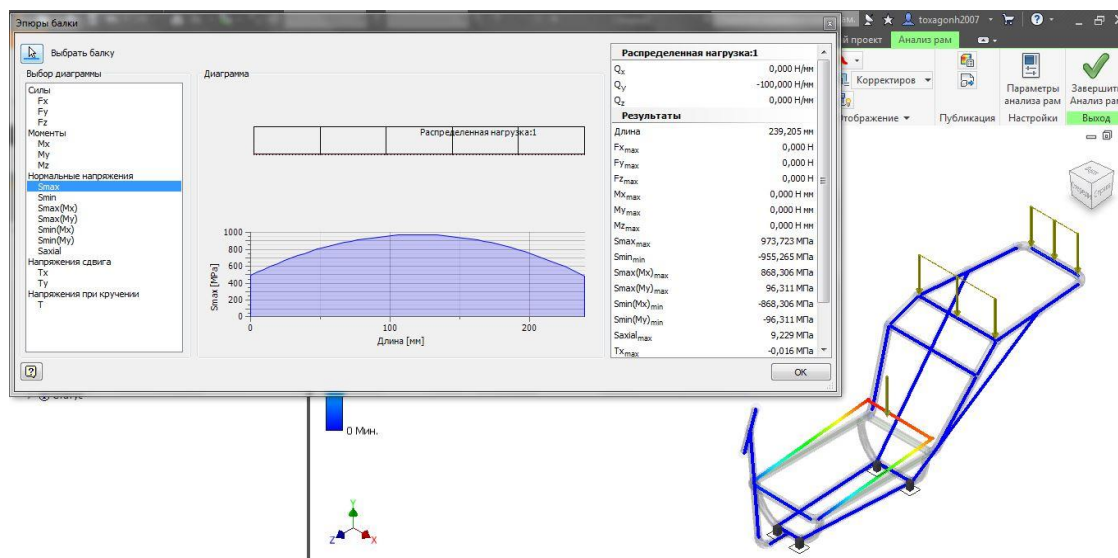 Эпюры балки
toxagonh2007
Выбрать балку
Выбор диаграммы
Силы
Fx
Fy
Fz
Моменты
Mx
My
Mz
Нормальные напряжения
Smax
Smin
Smax(Mx)
Smax(My)
Smin(Mx)
Smin(My)
Saxial
Напряжения сдвига
Tx
Ty
Напряжения при кручении
T
Диаграмма
Распределенная нагрузка:1
1000
800
600
400
200
0
Smax [MPa]
0 100 200
Длина [мм]
Распределенная нагрузка:1
Qx 0,000 Н/мм
Qy -100,000 Н/мм
Qz 0,000 Н/мм
Результаты
Длина 239,205 мм
Fxmax 0,000 Н
Fymax 0,000 Н
Fzmax 0,000 Н
Mxmax 0,000 Н мм
Mymax 0,000 Н мм
Mzmax 0,000 Н мм
Smaxmax 973,723 МПа
Sminmin -955,265 МПа
Smax(Mx)max 868,306 МПа
Smax(My)max 96,311 МПа
Smin(Mx)min -868,306 МПа
Smin(My)min -96,311 МПа
Saxialmax 9,229 МПа
Txmax -0,016 МПа
OK
й проект Анализ рам
Корректиров
тображение
Публикация
Параметры
анализа рам
Настройки
Завершить
Анализ рам
Выход
0 Мин.
Y
Z
X